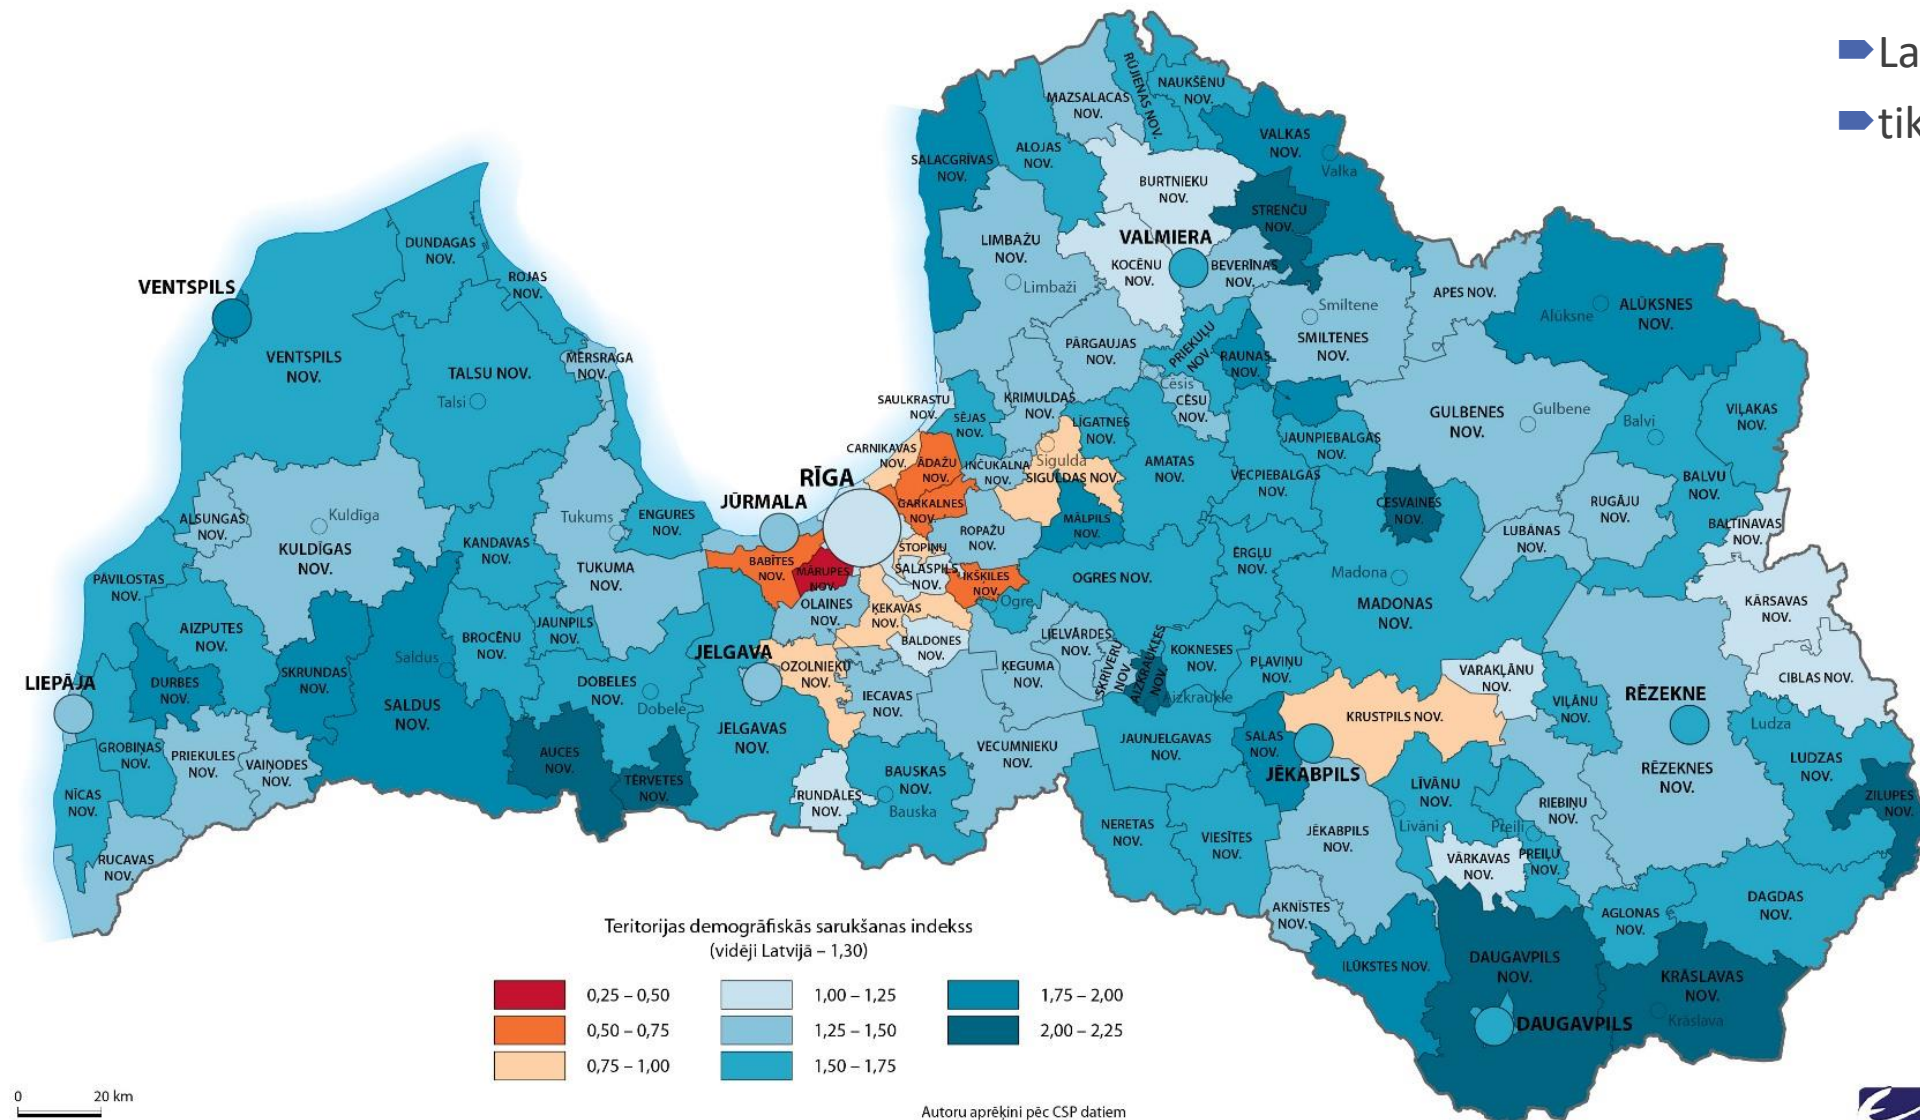 La
tik
RŪJIENAS NOV.
NAUKŠĒNU
NOV.
MAZSALACAS
NOV.
VALKAS
NOV.
Valka
SALACGRĪVAS
NOV.
ALOJAS
NOV.
BURTNIEKU
NOV.
STRENČU
NOV.
LIMBAŽU
NOV.
Limbaži
VALMIERA
KOCĒNU
NOV.
BEVERĪNAS
NOV.
DUNDAGAS
NOV.
ROJAS
NOV.
VENTSPILS
VENTSPILS
NOV.
TALSU NOV.
Talsi
MĒRSRAGA
NOV.
APES NOV.
Alūksne
ALŪKSNES
NOV.
Smiltene
SMILTENES
NOV.
PĀRGAUJAS
NOV.
PRIEKUĻU
NOV.
RAUNAS
NOV.
Cēsis
CĒSU
NOV.
SAULKRASTU
NOV.
SĒJAS
NOV.
KRIMULDAS
NOV.
LĪGATNES
NOV.
GULBENES
NOV.
Gulbene
Balvi
VIĻAKAS
NOV.
JAUNPIEBALGAS
NOV.
CARNIKAVAS
NOV.
ĀDAŽU
NOV.
INČUKALNA
NOV.
Sigulda
SIGULDAS NOV.
AMATAS
NOV.
VECPIEBALGAS
NOV.
BALVU
NOV.
RĪGA
JŪRMALA
GARKALNES
NOV.
MĀLPILS
NOV.
CESVAINES
NOV.
RUGĀJU
NOV.
BALTINAVAS
NOV.
ALSUNGAS
NOV.
Kuldīga
KULDĪGAS
NOV.
KANDAVAS
NOV.
Tukums
TUKUMA
NOV.
ENGURES
NOV.
ROPAŽU
NOV.
STOPIŅU
LUBĀNAS
NOV.
ĒRGĻU
NOV.
BABĪTES
NOV.
MĀRUPES
NOV.
SALASPILS
NOV.
IKŠĶILES
NOV.
Ogre
OGRES NOV.
Madona
MADONAS
NOV.
PĀVILOSTAS
NOV.
OLAINES
NOV.
ĶEKAVAS
NOV.
KĀRSAVAS
NOV.
AIZPUTES
NOV.
BROCĒNU
NOV.
JAUNPILS
NOV.
BALDONES
NOV.
LIELVĀRDES
NOV.
SKRĪVERU
NOV.
AIZKRAUKLES
NOV.
Aizkraukle
KOKNESES
NOV.
PĻAVIŅU
NOV.
JELGAVA
OZOLNIEKU
NOV.
ĶEGUMA
NOV.
VARAKĻĀNU
NOV.
CIBLAS NOV.
LIEPĀJA
DURBES
NOV.
SKRUNDAS
NOV.
Saldus
SALDUS
NOV.
DOBELES
NOV.
Dobele
IECAVAS
NOV.
VIĻĀNU
NOV.
RĒZEKNE
Ludza
KRUSTPILS NOV.
JELGAVAS
NOV.
VECUMNIEKU
NOV.
JAUNJELGAVAS
NOV.
SALAS
NOV.
JĒKABPILS
GROBIŅAS
NOV.
PRIEKULES
NOV.
VAIŅODES
NOV.
AUCES
NOV.
TĒRVETES
NOV.
RĒZEKNES
NOV.
LUDZAS
NOV.
NĪCAS
NOV.
RUNDĀLES
NOV.
BAUSKAS
NOV.
Bauska
LĪVĀNU
NOV.
Līvāni
RIEBIŅU
NOV.
ZILUPES
NOV.
NERETAS
NOV.
VIESĪTES
NOV.
JĒKABPILS
NOV.
Preiļi
PREIĻU
NOV.
VĀRKAVAS
NOV.
RUCAVAS
NOV.
AKNĪSTES
NOV.
AGLONAS
NOV.
DAGDAS
NOV.
ILŪKSTES NOV.
DAUGAVPILS
NOV.
KRĀSLAVAS
NOV.
Krāslava
DAUGAVPILS
Teritorijas demogrāfiskās sarukšanas indekss
(vidēji Latvijā – 1,30)
0,25 – 0,50
0,50 – 0,75
0,75 – 1,00
1,00 – 1,25
1,25 – 1,50
1,50 – 1,75
1,75 – 2,00
2,00 – 2,25
0 20 km
Autoru aprēķini pēc CSP datiem